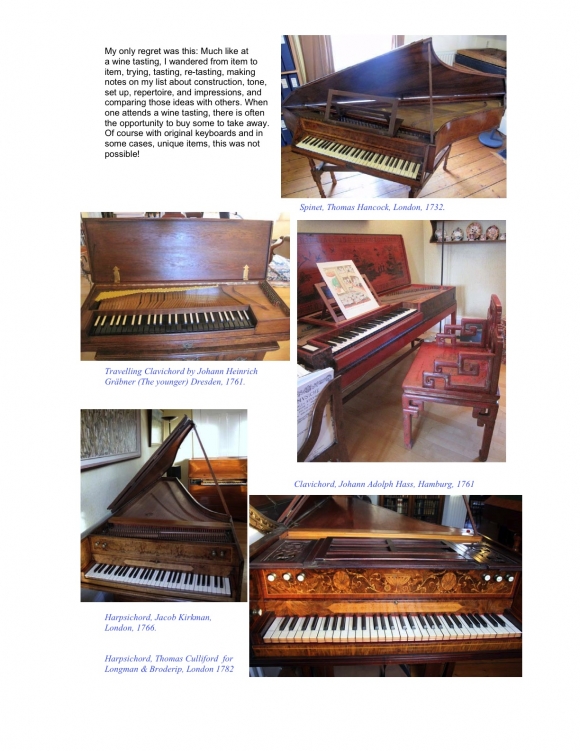 My only regret was this: Much like at
a wine tasting, I wandered from item to
item, trying, tasting, re-tasting, making
notes on my list about construction, tone,
set up, repertoire, and impressions, and
comparing those ideas with others. When
one attends a wine tasting, there is often
the opportunity to buy some to take away.
Of course with original keyboards and in
some cases, unique items, this was not
possible!
Spinet, Thomas Hancock, London, 1732.
Travelling Clavichord by Johann Heinrich
Gräbner (The younger) Dresden, 1761.
Clavichord, Johann Adolph Hass, Hamburg, 1761
Harpsichord, Jacob Kirkman,
London, 1766.
Harpsichord, Thomas Culliford for
Longman & Broderip, London 1782